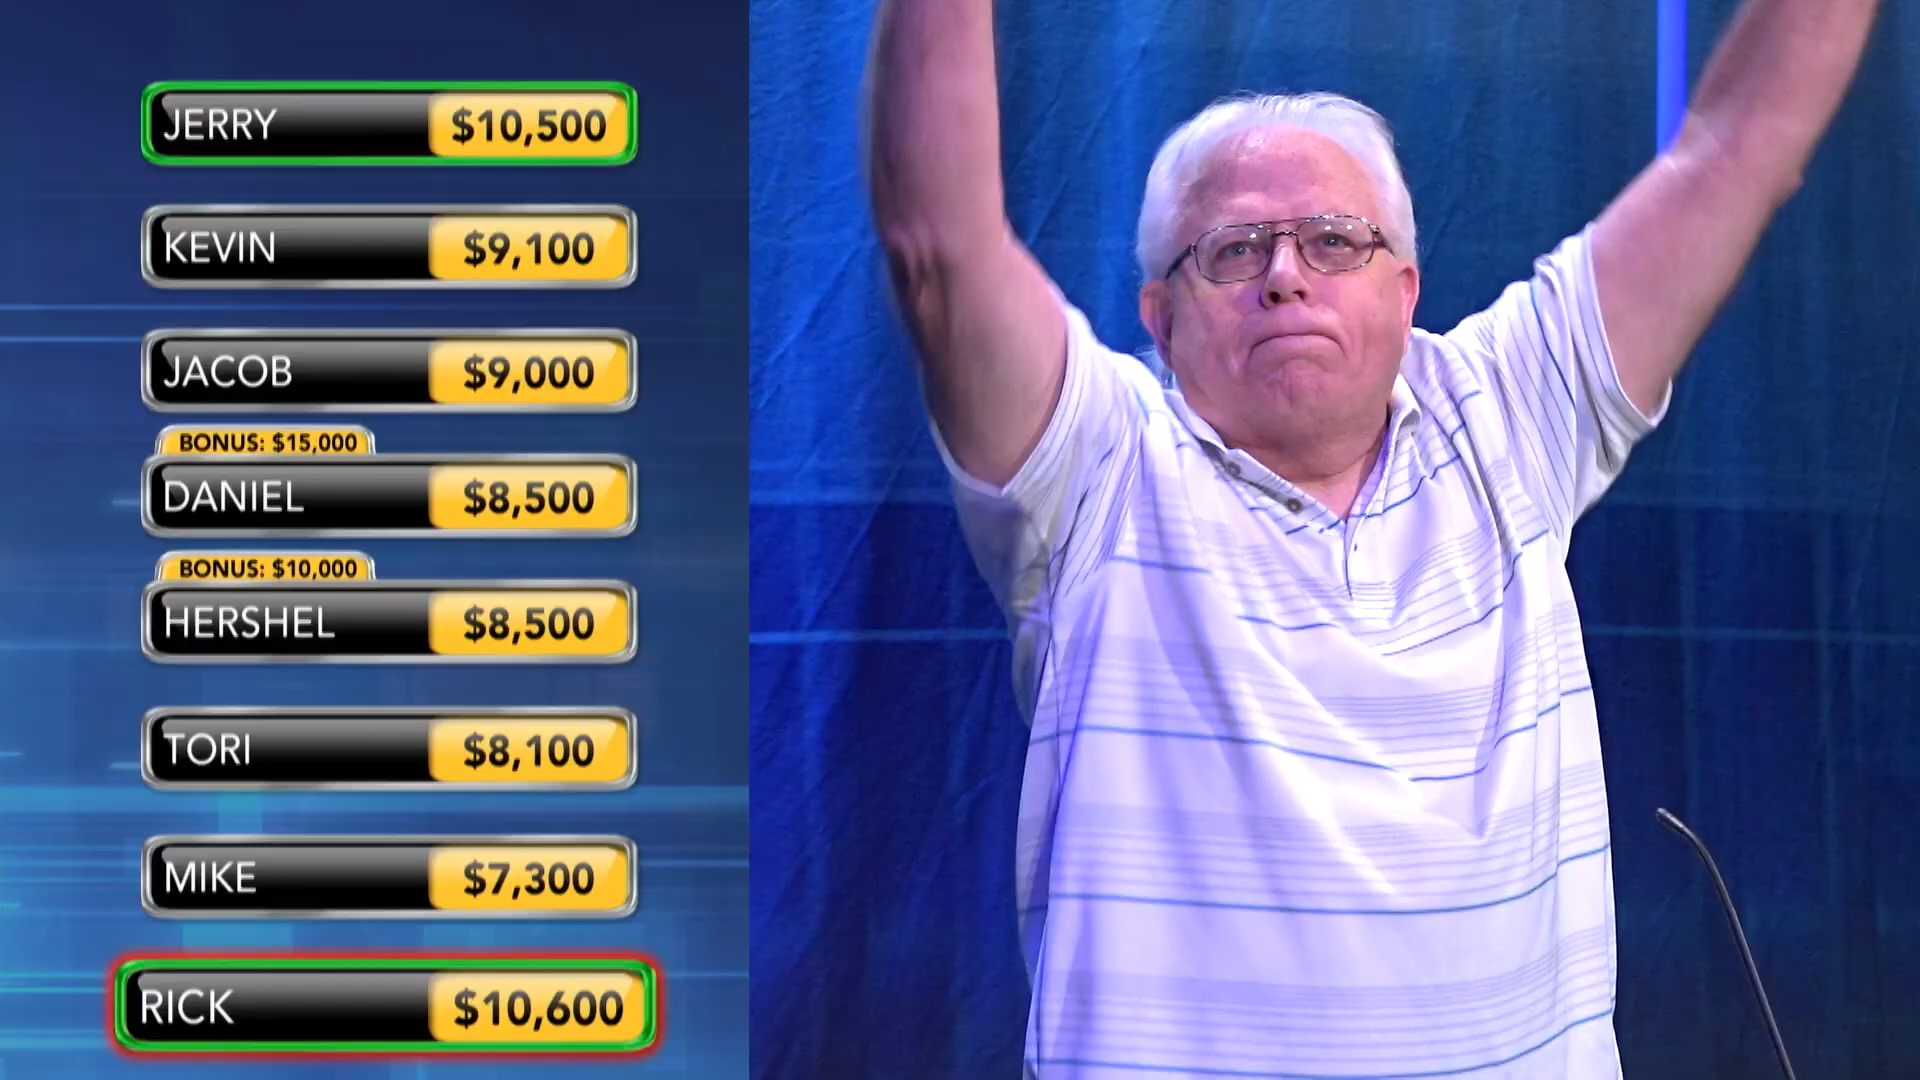 JERRY $10,500
KEVIN $9,100
JACOB $9,000
BONUS: $15,000
DANIEL $8,500
BONUS: $10,000
HERSHEL $8,500
TORI $8,100
MIKE $7,300
RICK $10,600